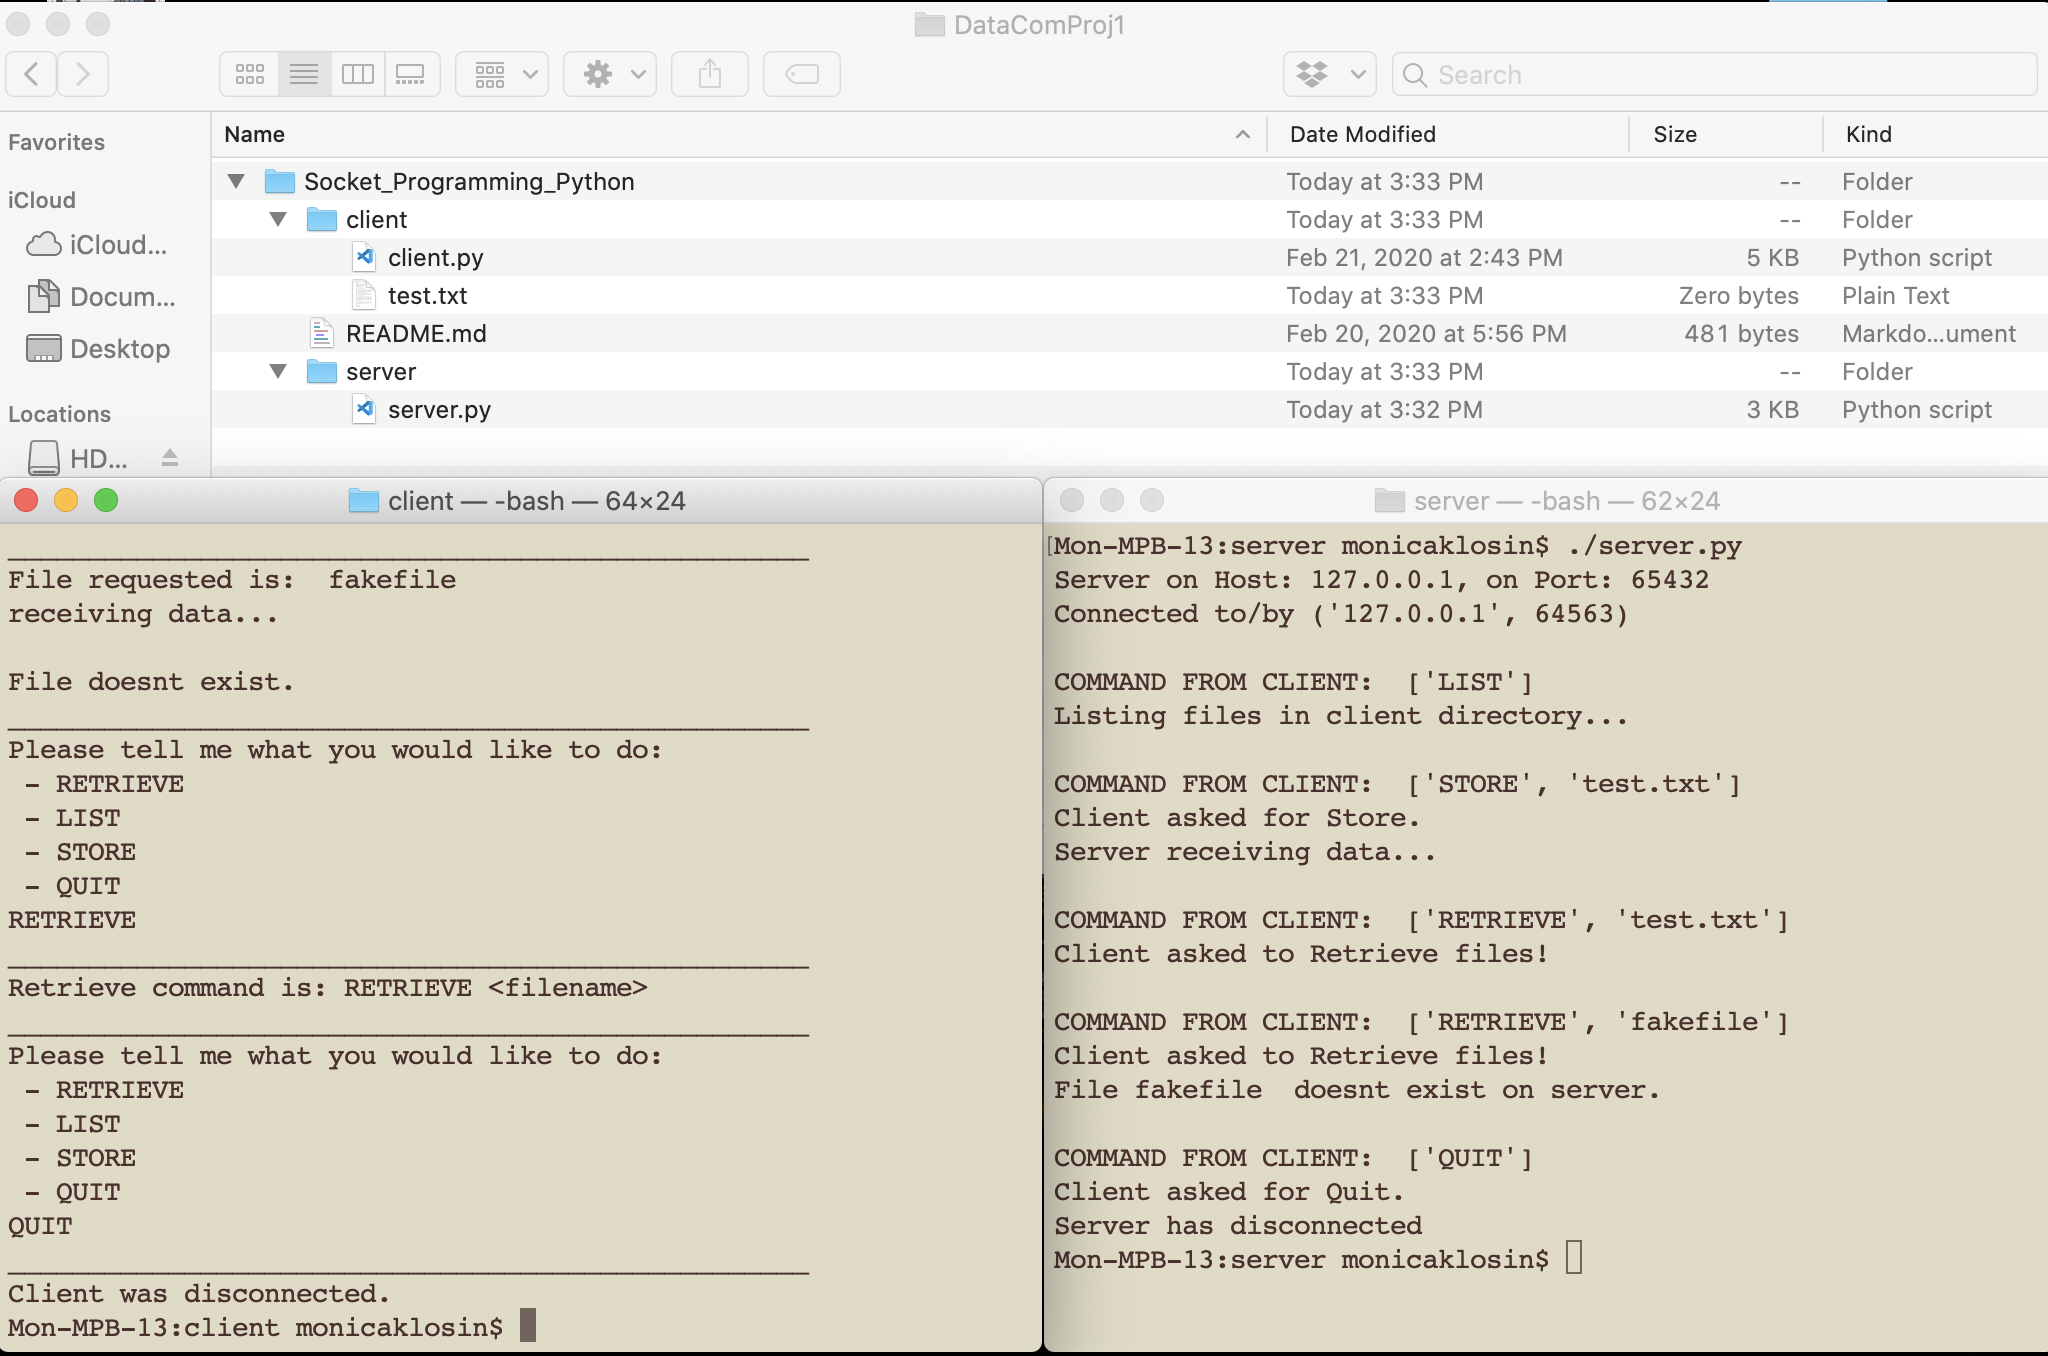 DataComProj1
Search
Favorites
iCloud
iCloud...
Docum...
Desktop
Locations
HD...
Name Date Modified Size Kind
Socket_Programming_Python Today at 3:33 PM -- Folder
client Today at 3:33 PM -- Folder
client.py Feb 21, 2020 at 2:43 PM 5 KB Python script
test.txt Today at 3:33 PM Zero bytes Plain Text
README.md Feb 20, 2020 at 5:56 PM 481 bytes Markdo...ument
server Today at 3:33 PM -- Folder
server.py Today at 3:32 PM 3 KB Python script
client — -bash — 64×24
File requested is:  fakefile
receiving data...
File doesnt exist.
Please tell me what you would like to do:
- RETRIEVE
- LIST
- STORE
- QUIT
RETRIEVE
Retrieve command is: RETRIEVE <filename>
Please tell me what you would like to do:
- RETRIEVE
- LIST
- STORE
- QUIT
QUIT
Client was disconnected.
Mon-MPB-13:client monicaklosin$
server — -bash — 62×24
[Mon-MPB-13:server monicaklosin$ ./server.py
Server on Host: 127.0.0.1, on Port: 65432
Connected to/by ('127.0.0.1', 64563)
COMMAND FROM CLIENT:  ['LIST']
Listing files in client directory...
COMMAND FROM CLIENT:  ['STORE', 'test.txt']
Client asked for Store.
Server receiving data...
COMMAND FROM CLIENT:  ['RETRIEVE', 'test.txt']
Client asked to Retrieve files!
COMMAND FROM CLIENT:  ['RETRIEVE', 'fakefile']
Client asked to Retrieve files!
File fakefile  doesnt exist on server.
COMMAND FROM CLIENT:  ['QUIT']
Client asked for Quit.
Server has disconnected
Mon-MPB-13:server monicaklosin$